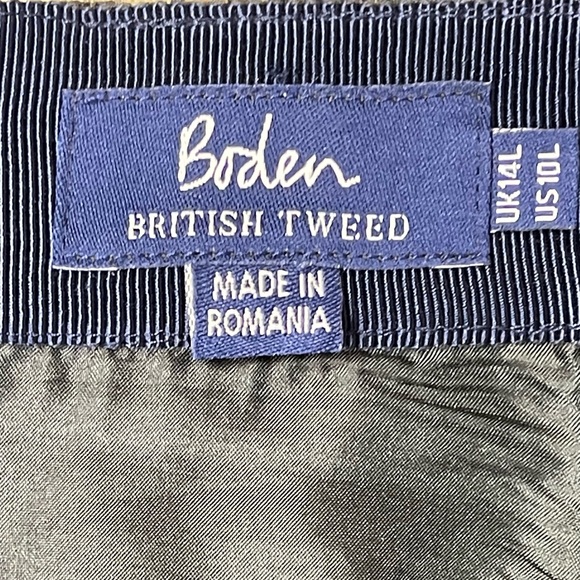 Boden
BRITISH TWEED
MADE IN
ROMANIA
UK14L
US10L